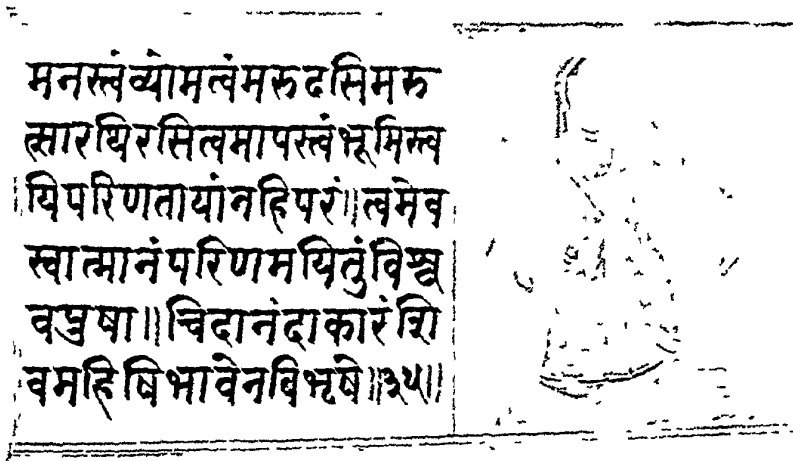 मनस्त्वंव्योमत्वंमरुदसिमरु
त्सारथिरसित्वमापस्त्वंभूमिस्त्व
यिपरिणतायांनहिपरं॥त्वमेव
स्वात्मानंपरिणमयितुंविश्व
वपुषा॥चिदानंदाकारंशि
वमहिषिभावेनबिभृषे॥३५॥